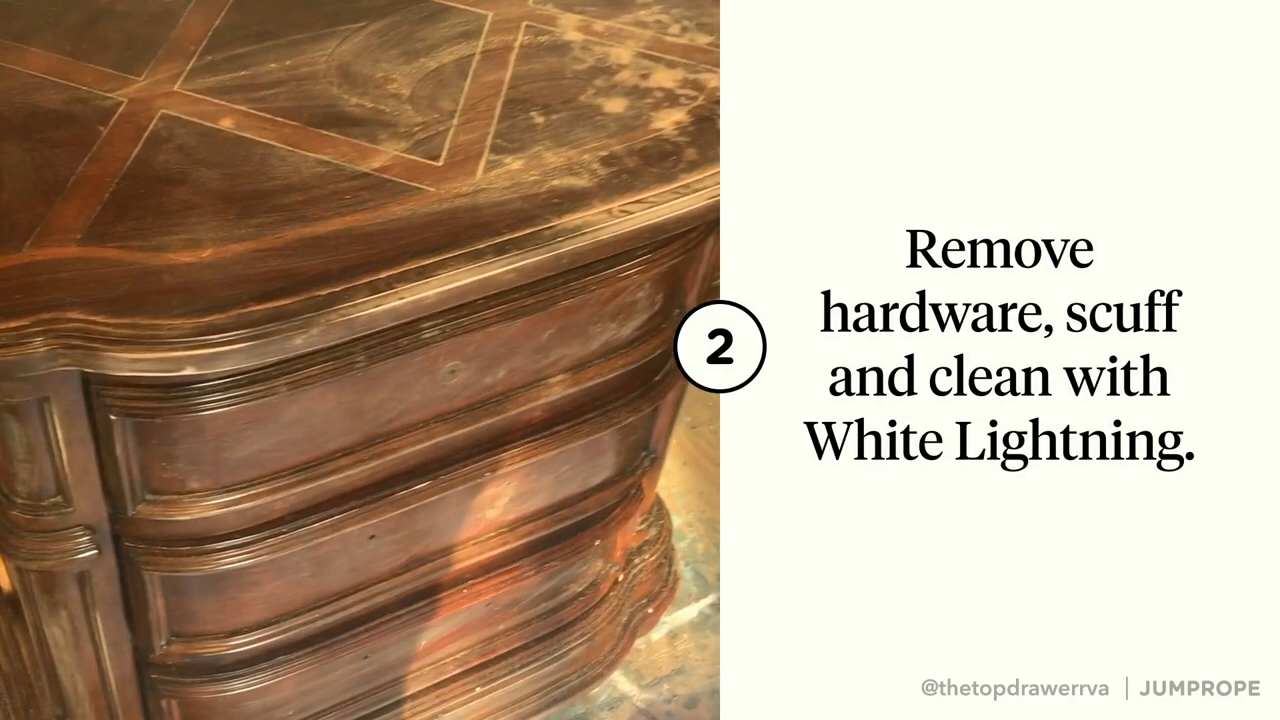 2
Remove
hardware, scuff
and clean with
White Lightning.
@thetopdrawerrva | JUMPROPE